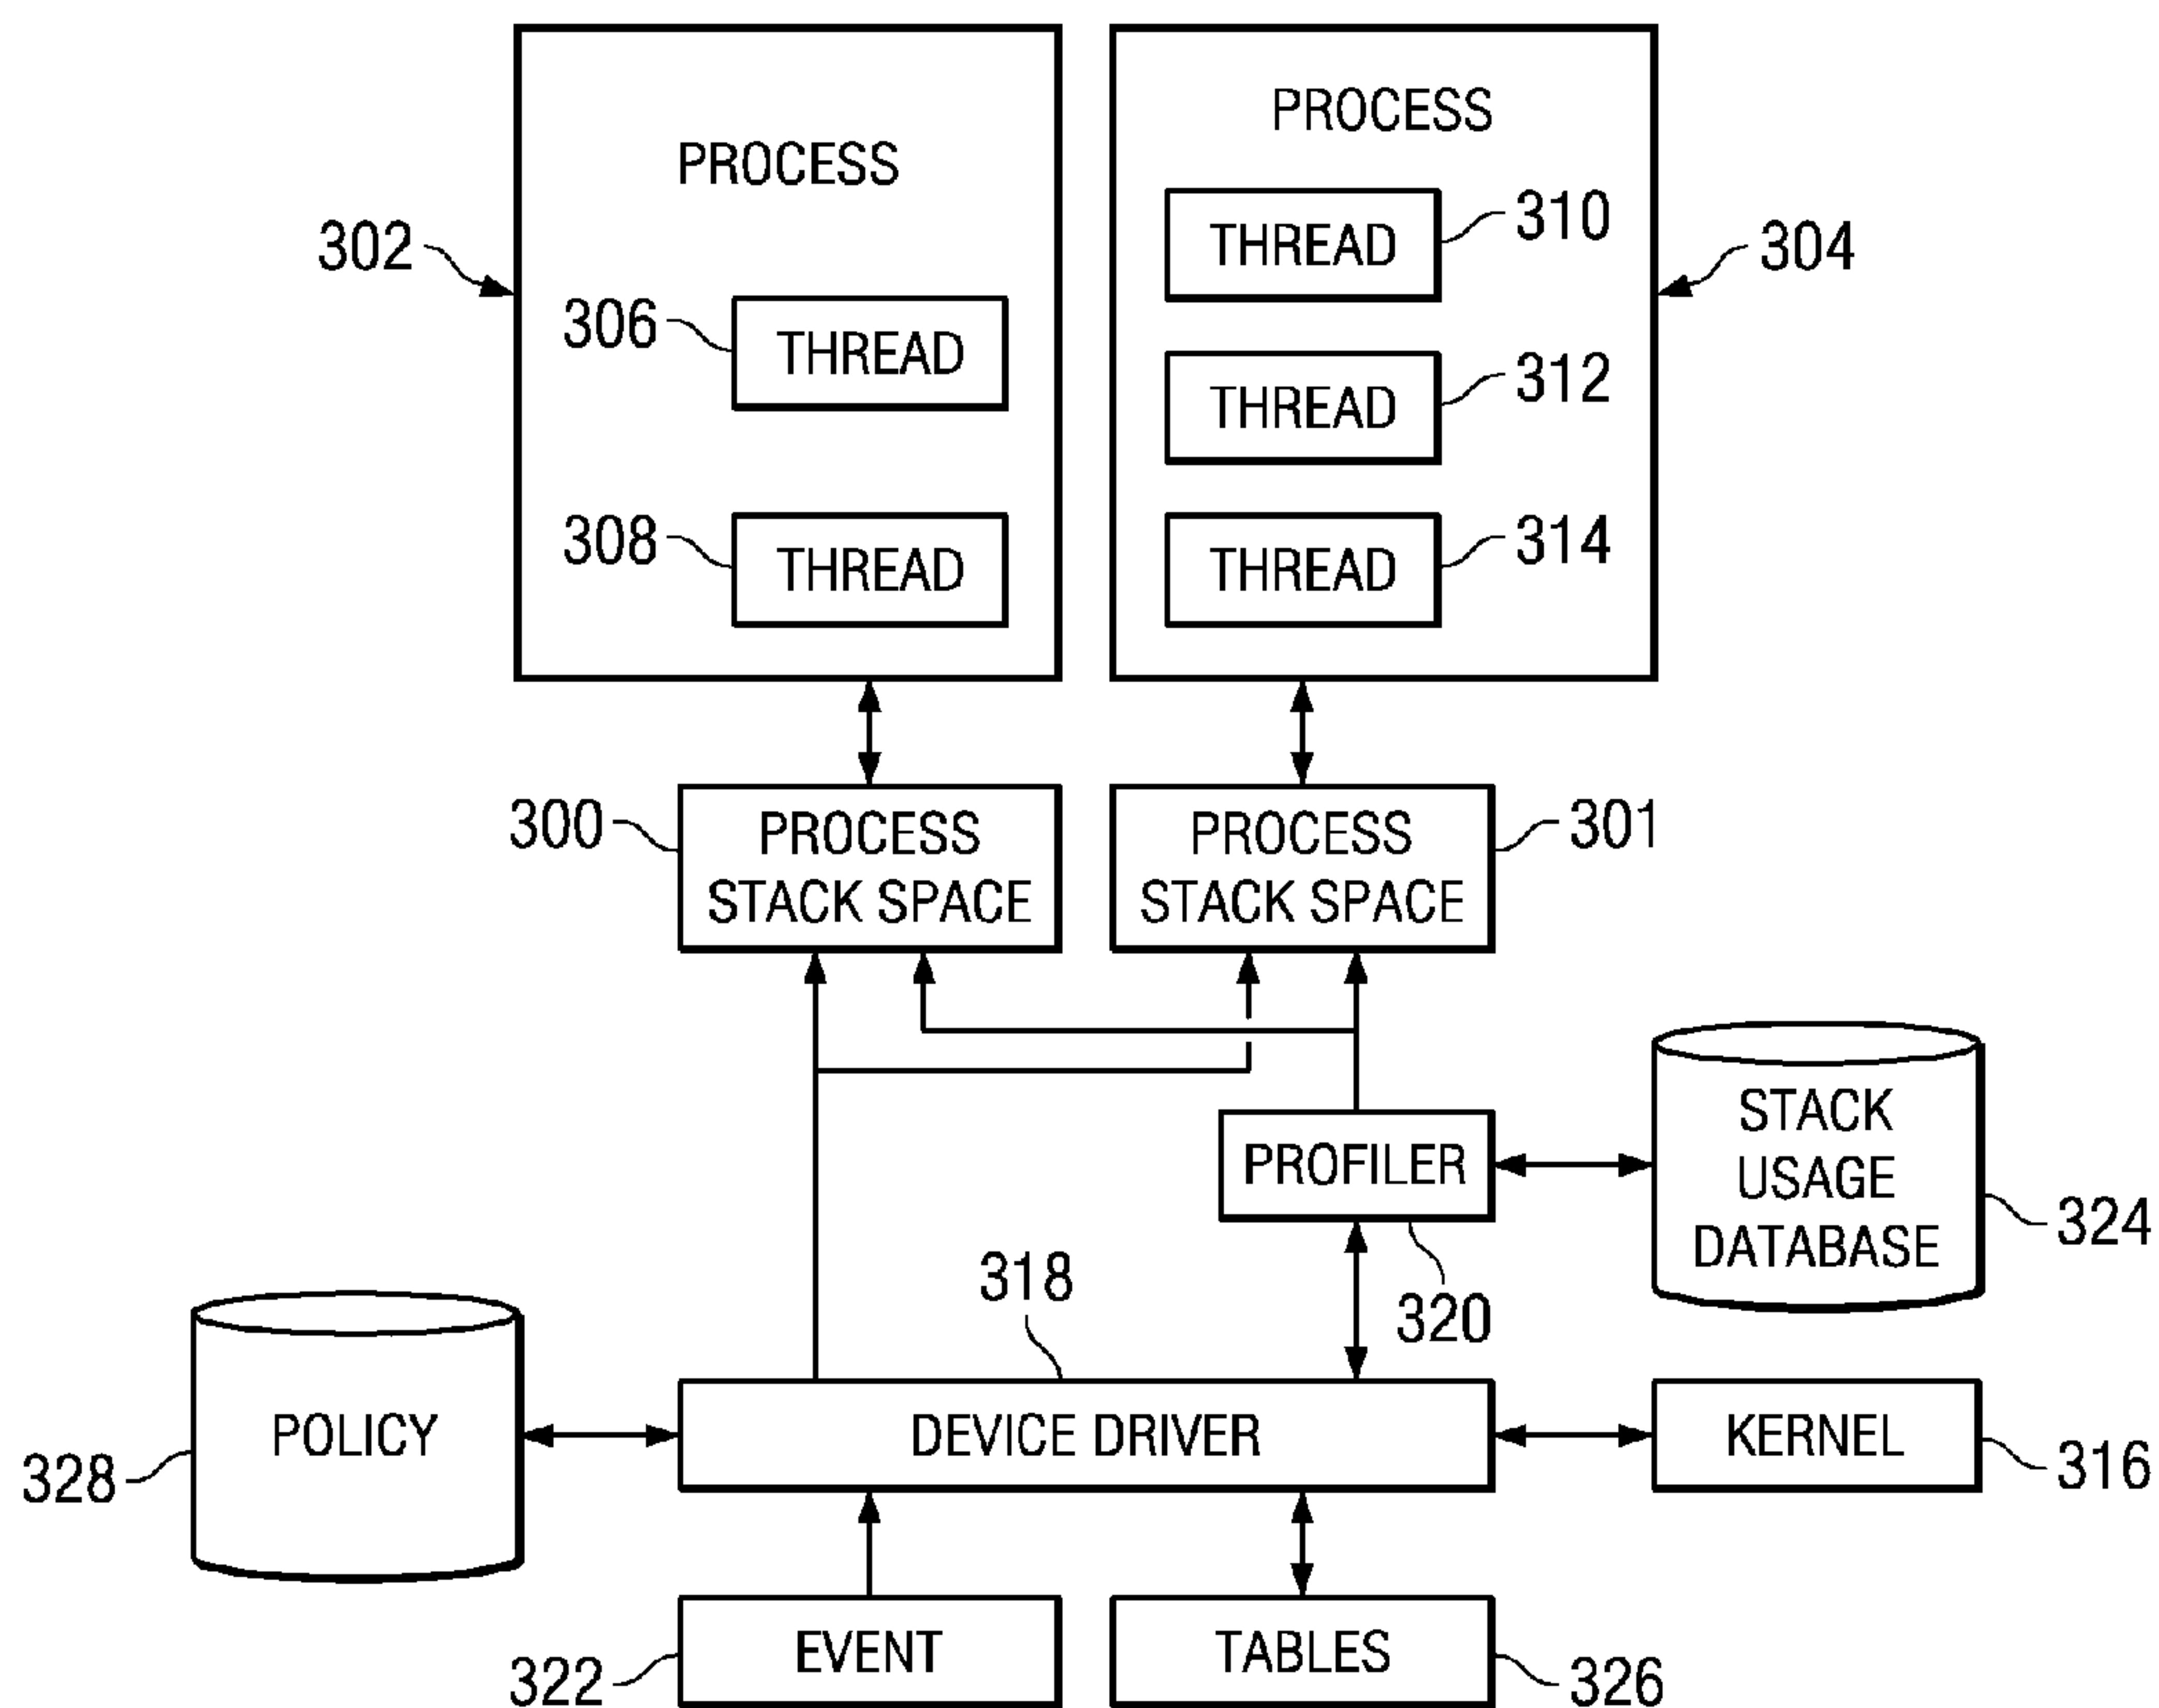 PROCESS
PROCESS
302
304
THREAD
310
306
THREAD
THREAD
312
308
THREAD
THREAD
314
300
PROCESS
STACK SPACE
PROCESS
STACK SPACE
301
PROFILER
STACK
USAGE
DATABASE
324
318
320
POLICY
328
DEVICE DRIVER
KERNEL
316
EVENT
322
TABLES
326